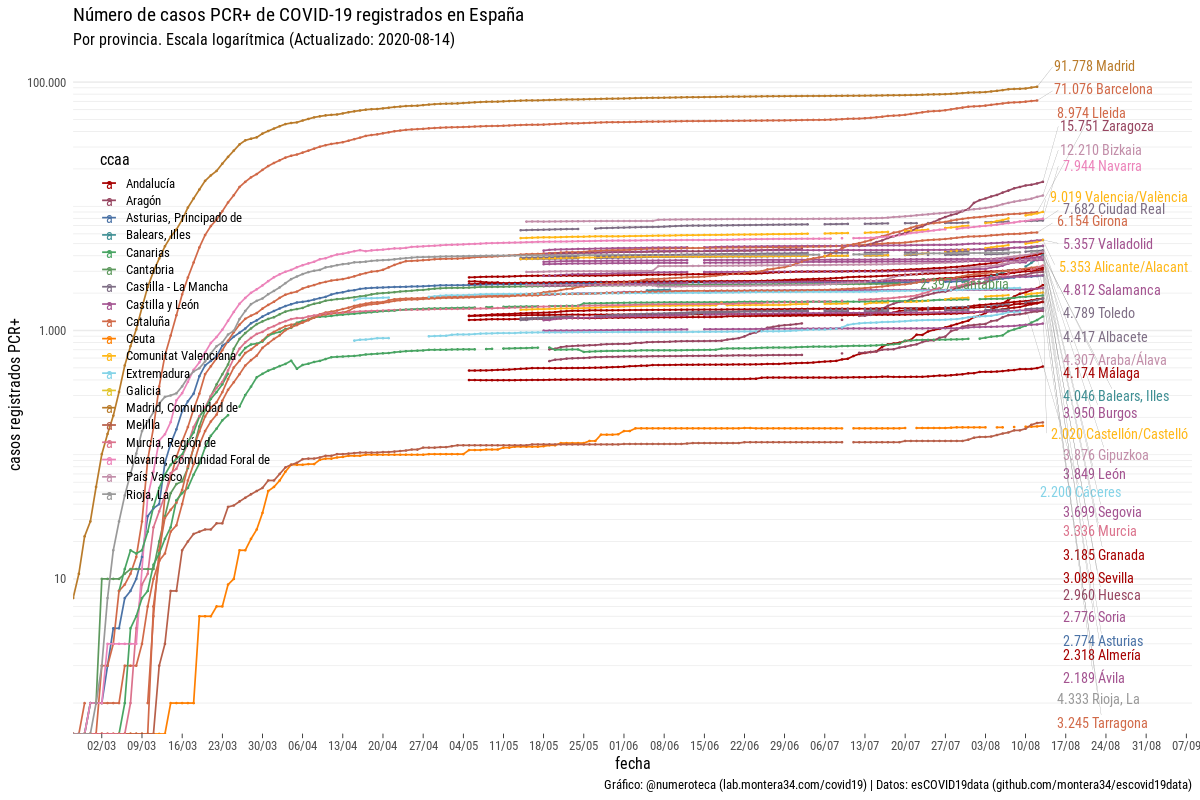 Número de casos PCR+ de COVID-19 registrados en España
Por provincia. Escala logarítmica (Actualizado: 2020-08-14)
casos registrados PCR+
100.000
1.000
10
ccaa
Andalucía
Aragón
Asturias, Principado de
Balears, Illes
Canarias
Cantabria
Castilla - La Mancha
Castilla y León
Cataluña
Ceuta
Comunitat Valenciana
Extremadura
Galicia
Madrid, Comunidad de
Melilla
Murcia, Región de
Navarra, Comunidad Foral de
País Vasco
Rioja, La
91.778 Madrid
71.076 Barcelona
8.974 Lleida
15.751 Zaragoza
12.210 Bizkaia
7.944 Navarra
9.019 Valencia/València
7.682 Ciudad Real
6.154 Girona
5.357 Valladolid
5.353 Alicante/Alacant
2.397 Cantabria
4.812 Salamanca
4.789 Toledo
4.417 Albacete
4.307 Araba/Álava
4.174 Málaga
4.046 Balears, Illes
3.950 Burgos
2.020 Castellón/Castelló
3.876 Gipuzkoa
3.849 León
2.200 Cáceres
3.699 Segovia
3.336 Murcia
3.185 Granada
3.089 Sevilla
2.960 Huesca
2.776 Soria
2.774 Asturias
2.318 Almería
2.189 Ávila
4.333 Rioja, La
3.245 Tarragona
02/03 09/03 16/03 23/03 30/03 06/04 13/04 20/04 27/04 04/05 11/05 18/05 25/05 01/06 08/06 15/06 22/06 29/06 06/07 13/07 20/07 27/07 03/08 10/08 17/08 24/08 31/08 07/09
fecha
Gráfico: @numeroteca (lab.montera34.com/covid19) | Datos: esCOVID19data (github.com/montera34/escovid19data)